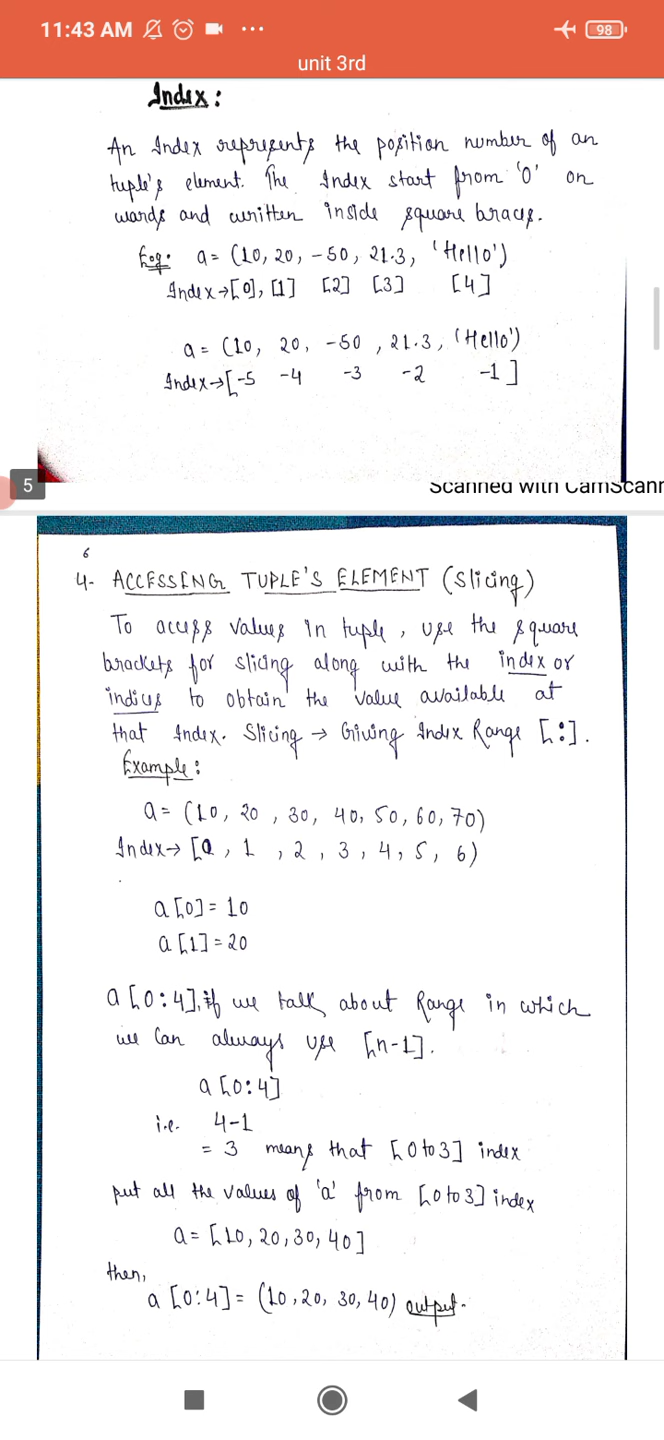 11:43 AM
98
unit 3rd
Index :
An Index represents the position number of an
tuple's element. The Index start from '0' on
wards and written inside square braces.
Eog: a = (10, 20, -50, 21.3, 'Hello')
Index→[0], [1] [2] [3] [4]
a = (10, 20, -50, 21.3, 'Hello')
Index→[-5 -4 -3 -2 -1]
5
Scanned with CamScann
6
4- ACCESSING TUPLE'S ELEMENT (Slicing)
To access values in tuple, use the square
brackets for slicing along with the index or
indices to obtain the value available at
that Index. Slicing → Giving Index Range [:].
Example:
a = (10, 20, 30, 40, 50, 60, 70)
Index→ [0, 1, 2, 3, 4, 5, 6)
a [0] = 10
a [1] = 20
a [0:4], if we talk about Range in which
we Can always use [n-1].
a [0:4]
i.e. 4-1
= 3 means that [0 to 3] index
put all the values of 'a' from [0 to 3] index
a = [10, 20, 30, 40]
then,
a [0:4] = (10, 20, 30, 40) output.